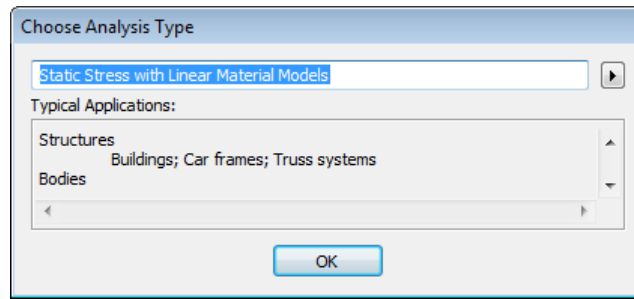 Choose Analysis Type
Static Stress with Linear Material Models
Typical Applications:
Structures
Buildings; Car frames; Truss systems
Bodies
OK